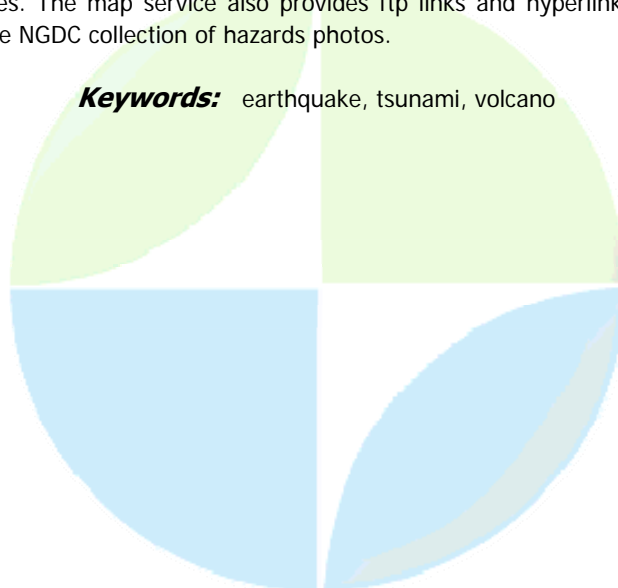 es. The map service also provides ftp links and hyperlink
e NGDC collection of hazards photos.
Keywords: earthquake, tsunami, volcano